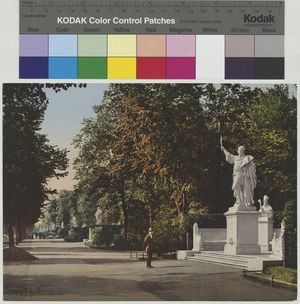 KODAK Color Control Patches
Kodak
Blue Cyan Green Yellow Red Magenta White 3/Color Black